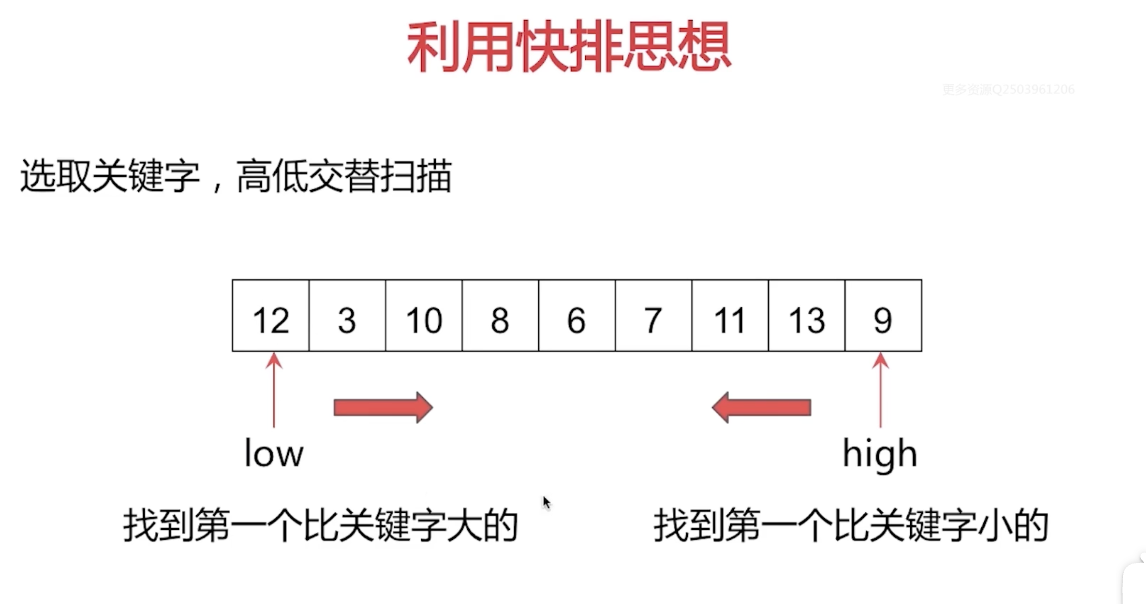 利用快排思想
更多资源Q2503961206
选取关键字，高低交替扫描
12 3 10 8 6 7 11 13 9
low high
找到第一个比关键字大的 找到第一个比关键字小的